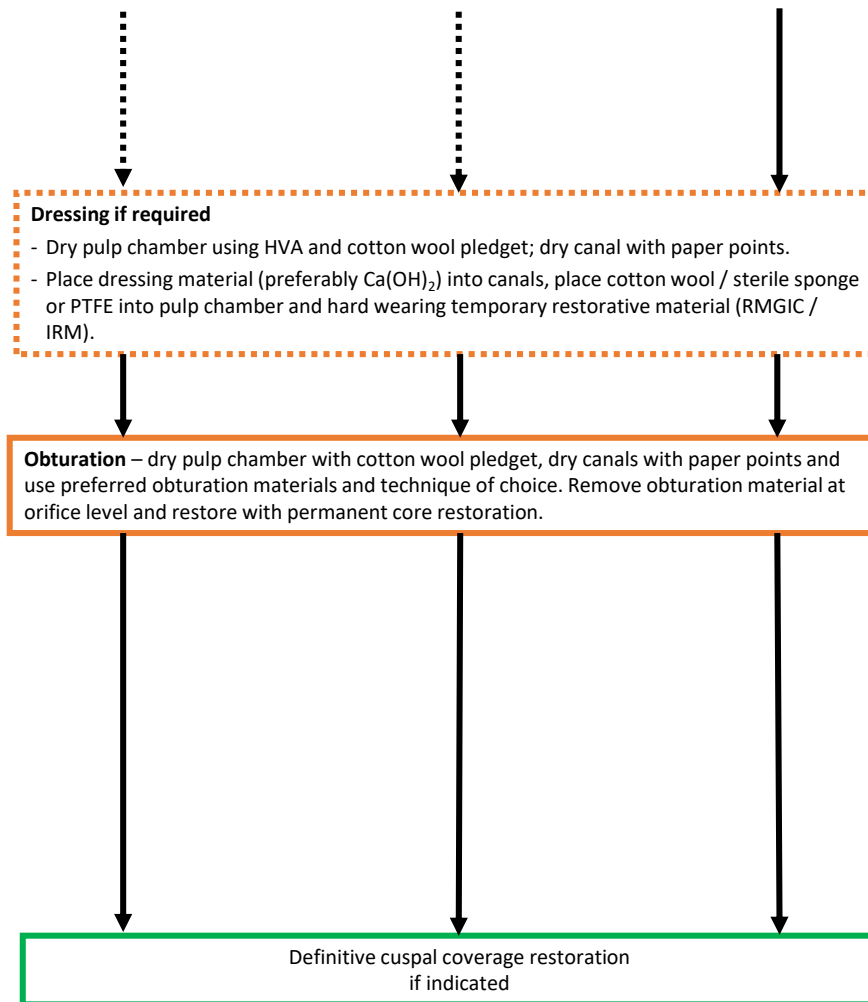 Dressing if required
- Dry pulp chamber using HVA and cotton wool pledget; dry canal with paper points.
- Place dressing material (preferably Ca(OH)₂) into canals, place cotton wool / sterile sponge
or PTFE into pulp chamber and hard wearing temporary restorative material (RMGIC /
IRM).
Obturation – dry pulp chamber with cotton wool pledget, dry canals with paper points and
use preferred obturation materials and technique of choice. Remove obturation material at
orifice level and restore with permanent core restoration.
Definitive cuspal coverage restoration
if indicated